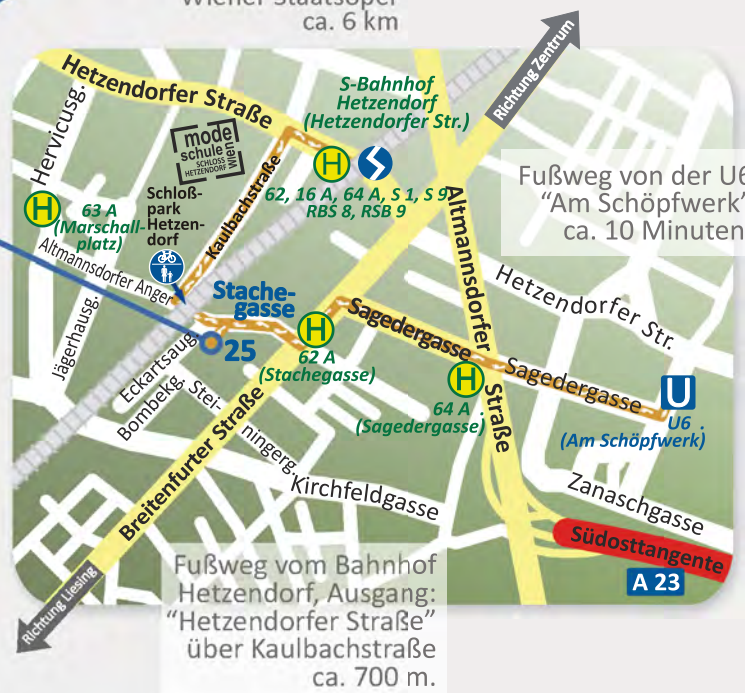 Wiener Staatsoper
ca. 6 km
Richtung Zentrum
Hetzendorfer Straße
S-Bahnhof
Hetzendorf
(Hetzendorfer Str.)
Hervicusg.
mode
schule
SCHLOSS
HETZENDORF
WIEN
H
62, 16 A, 64 A, S 1, S 9,
RBS 8, RSB 9
Fußweg von der U6
“Am Schöpfwerk”
ca. 10 Minuten
H
63 A
(Marschall-
platz)
Schloß-
park
Hetzen-
dorf
Kaulbachstraße
Altmannsdorfer
Straße
Altmannsdorfer Anger
Hetzendorfer Str.
Stache-
gasse
25
Jägerhausg.
Eckartsaug.
Bombekg.
Stei-
ningerg.
H
62 A
(Stachegasse)
Sagedergasse
Sagedergasse
H
64 A .
(Sagedergasse)
U
U6 .
(Am Schöpfwerk)
Breitenfurter Straße
Kirchfeldgasse
Zanaschgasse
Südosttangente
A 23
Richtung Liesing
Fußweg vom Bahnhof
Hetzendorf, Ausgang:
“Hetzendorfer Straße”
über Kaulbachstraße
ca. 700 m.